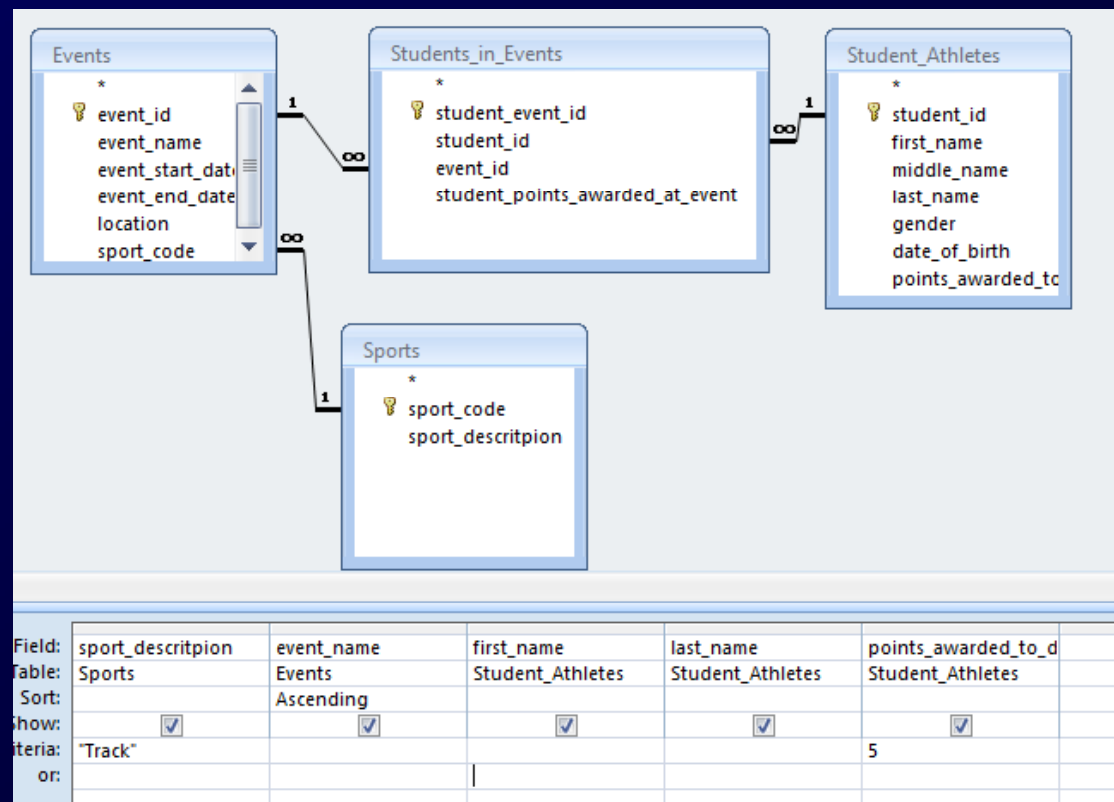 Events
*
event_id
event_name
event_start_date
event_end_date
location
sport_code
1
∞
Students_in_Events
*
student_event_id
student_id
event_id
student_points_awarded_at_event
∞
1
Student_Athletes
*
student_id
first_name
middle_name
last_name
gender
date_of_birth
points_awarded_to
∞
1
Sports
*
sport_code
sport_descritpion
Field: sport_descritpion event_name first_name last_name points_awarded_to_d
Table: Sports Events Student_Athletes Student_Athletes Student_Athletes
Sort: Ascending
Show:
iteria: "Track" 5
or: